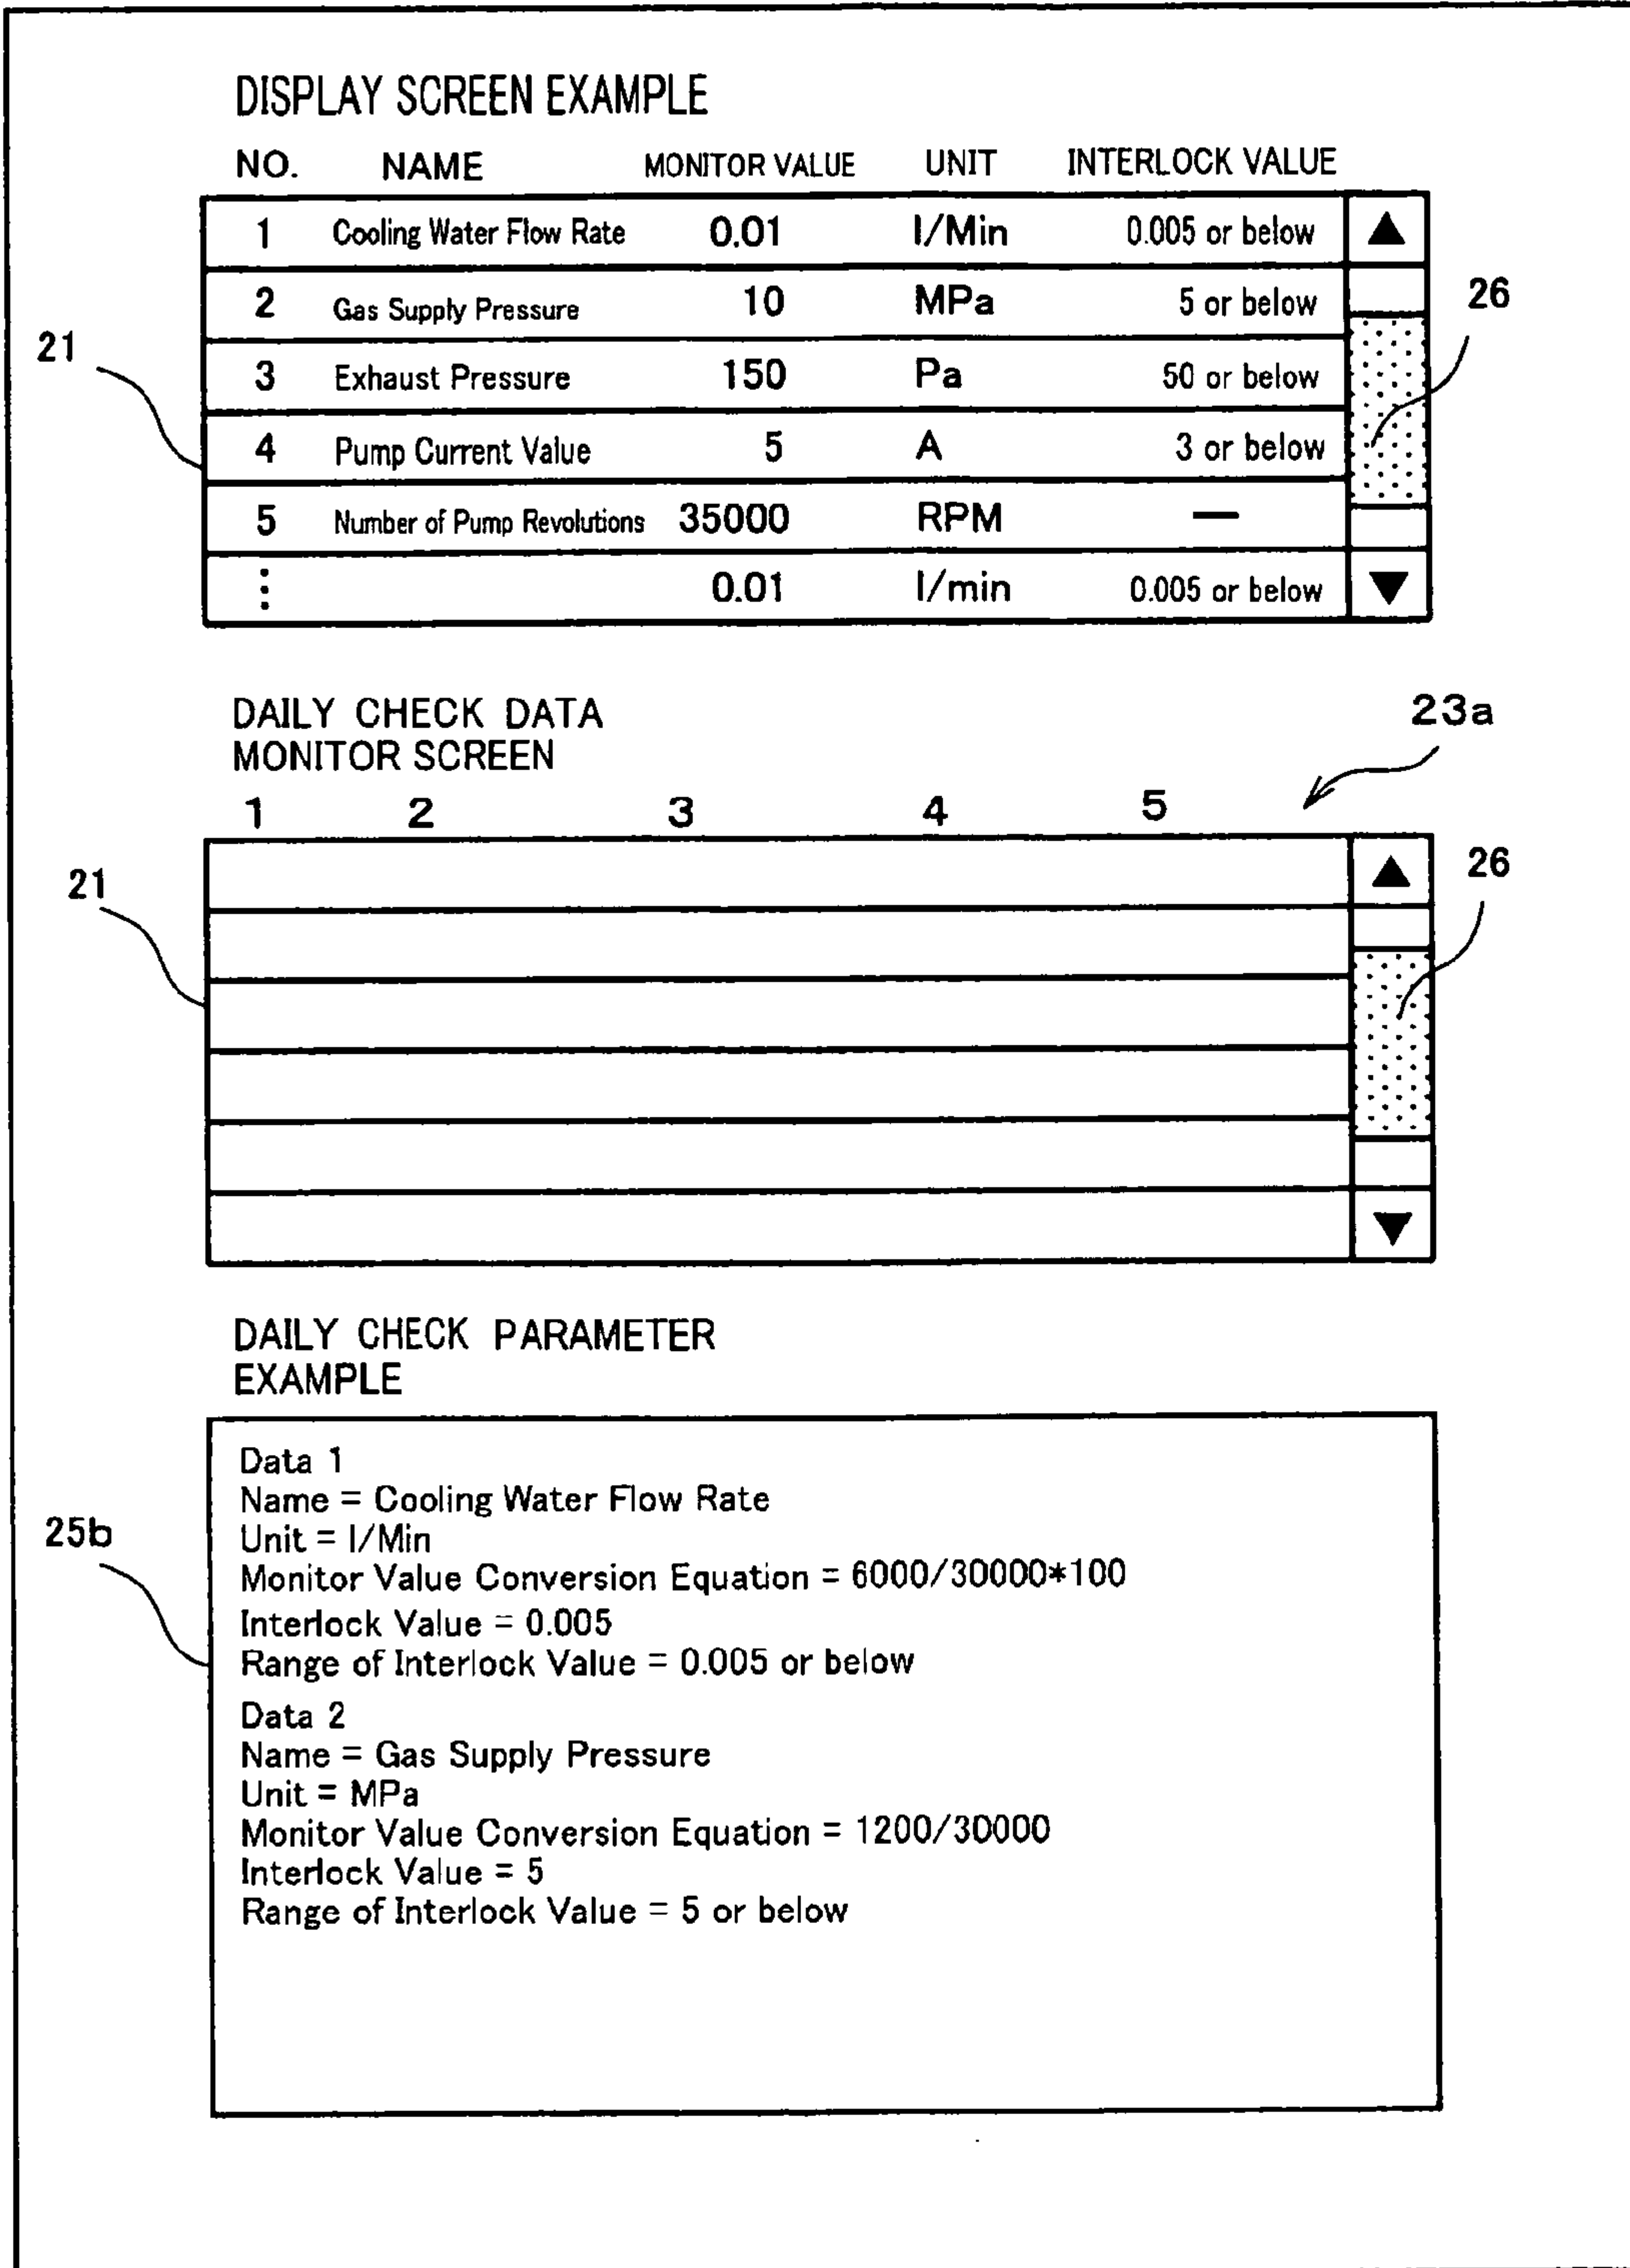 DISPLAY SCREEN EXAMPLE
NO. NAME MONITOR VALUE UNIT INTERLOCK VALUE
1 Cooling Water Flow Rate 0.01 l/Min 0.005 or below ▲
2 Gas Supply Pressure 10 MPa 5 or below
26
21
3 Exhaust Pressure 150 Pa 50 or below
4 Pump Current Value 5 A 3 or below
5 Number of Pump Revolutions 35000 RPM —
⋮ 0.01 l/min 0.005 or below ▼
DAILY CHECK DATA
MONITOR SCREEN
23a
1 2 3 4 5
▲
21
26
▼
DAILY CHECK PARAMETER
EXAMPLE
Data 1
Name = Cooling Water Flow Rate
25b
Unit = l/Min
Monitor Value Conversion Equation = 6000/30000*100
Interlock Value = 0.005
Range of Interlock Value = 0.005 or below
Data 2
Name = Gas Supply Pressure
Unit = MPa
Monitor Value Conversion Equation = 1200/30000
Interlock Value = 5
Range of Interlock Value = 5 or below